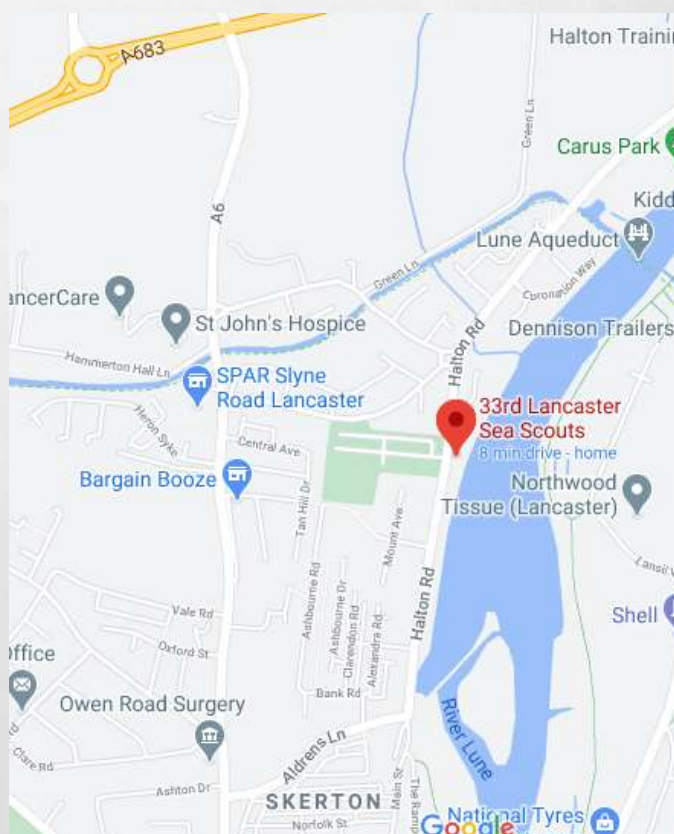 A683
Halton Trainin
Green Ln
Carus Park
A6
Kidd
Lune Aqueduct
Green Ln
ancerCare
Coronation Way
St John's Hospice
Dennison Trailers
Halton Rd
Hammerton Hall Ln
SPAR Slyne
Road Lancaster
33rd Lancaster
Sea Scouts
8 min drive - home
Heron Syke
Central Ave
Bargain Booze
Northwood
Tissue (Lancaster)
Tan Hill Dr
Mount Ave
Lansil
Ashbourne Rd
Ashbourne Dr
Clarendon Rd
Alexandra Rd
Halton Rd
Vale Rd
Shell
Oxford St
Office
Bank Rd
Owen Road Surgery
Aldrens Ln
River Lune
Clare Rd
Ashton Dr
SKERTON
Main St
The Ramp
National Tyres
Norfolk St
Google